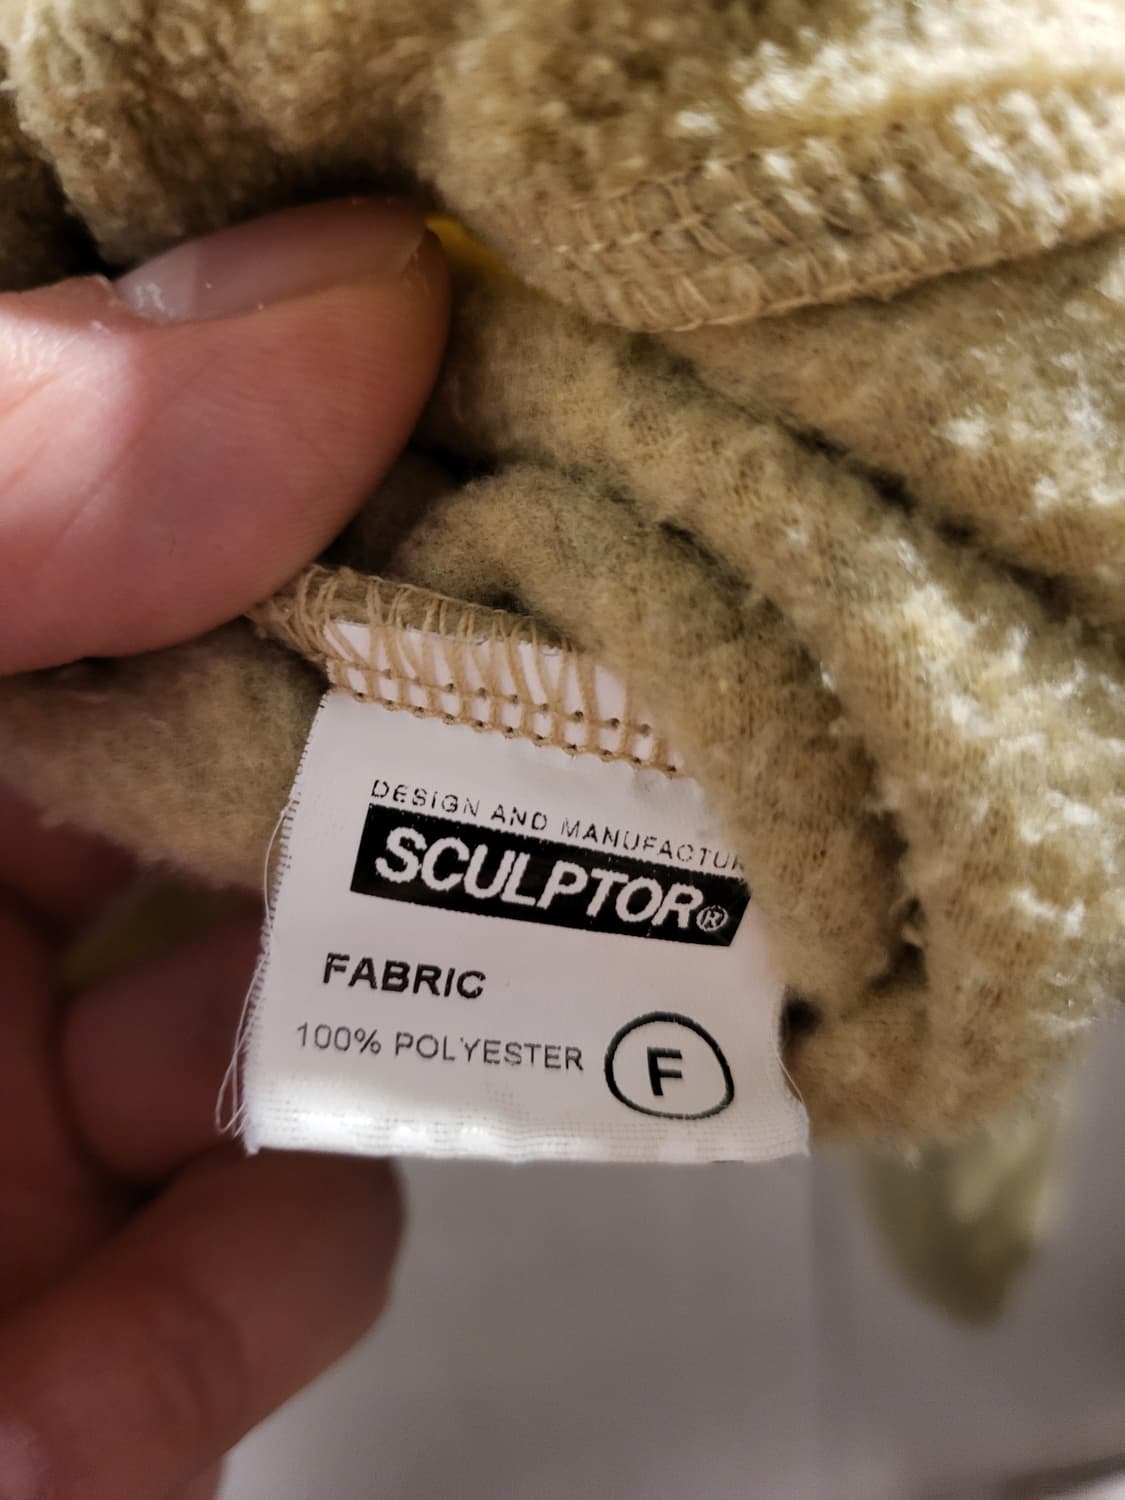 DESIGN AND MANUFACTUR
SCULPTOR®
FABRIC
100% POLYESTER
F